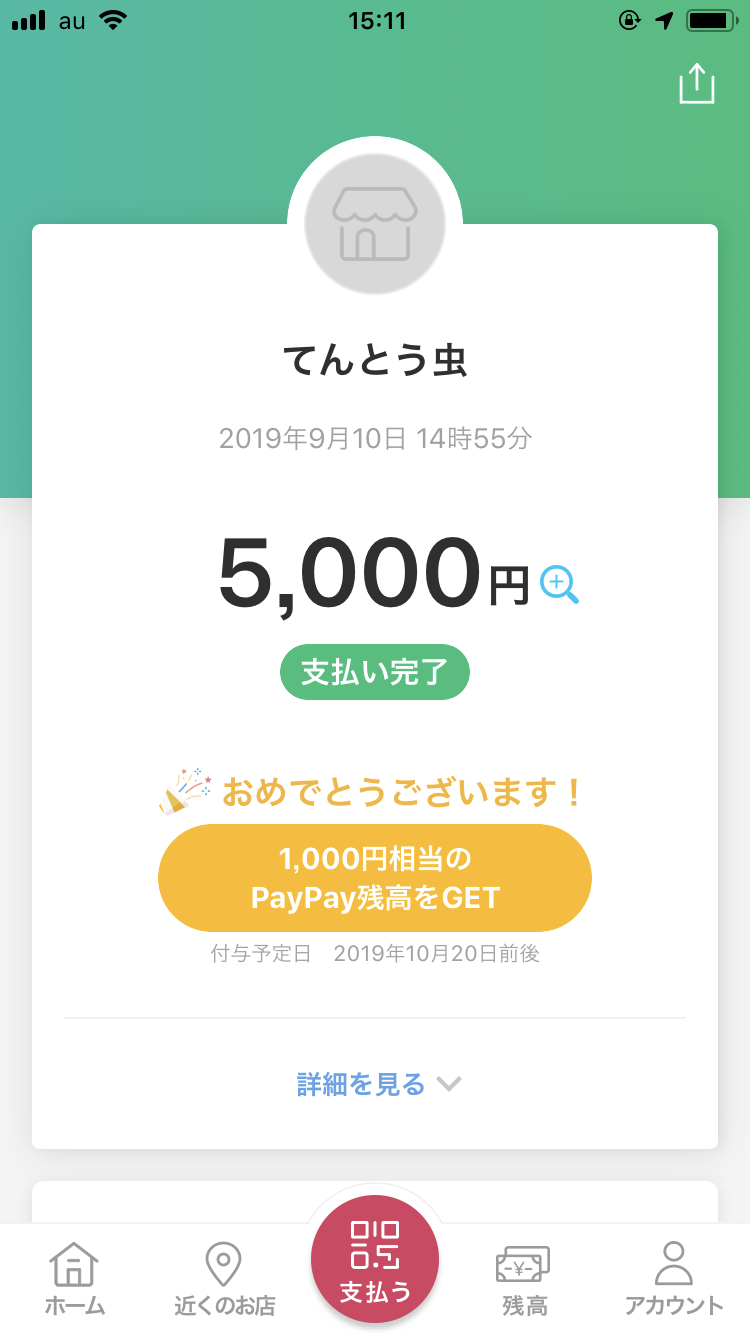 au 15:11
てんとう虫
2019年9月10日 14時55分
5,000円
支払い完了
おめでとうございます！
1,000円相当の
PayPay残高をGET
付与予定日　2019年10月20日前後
詳細を見る
ホーム 近くのお店 支払う 残高 アカウント